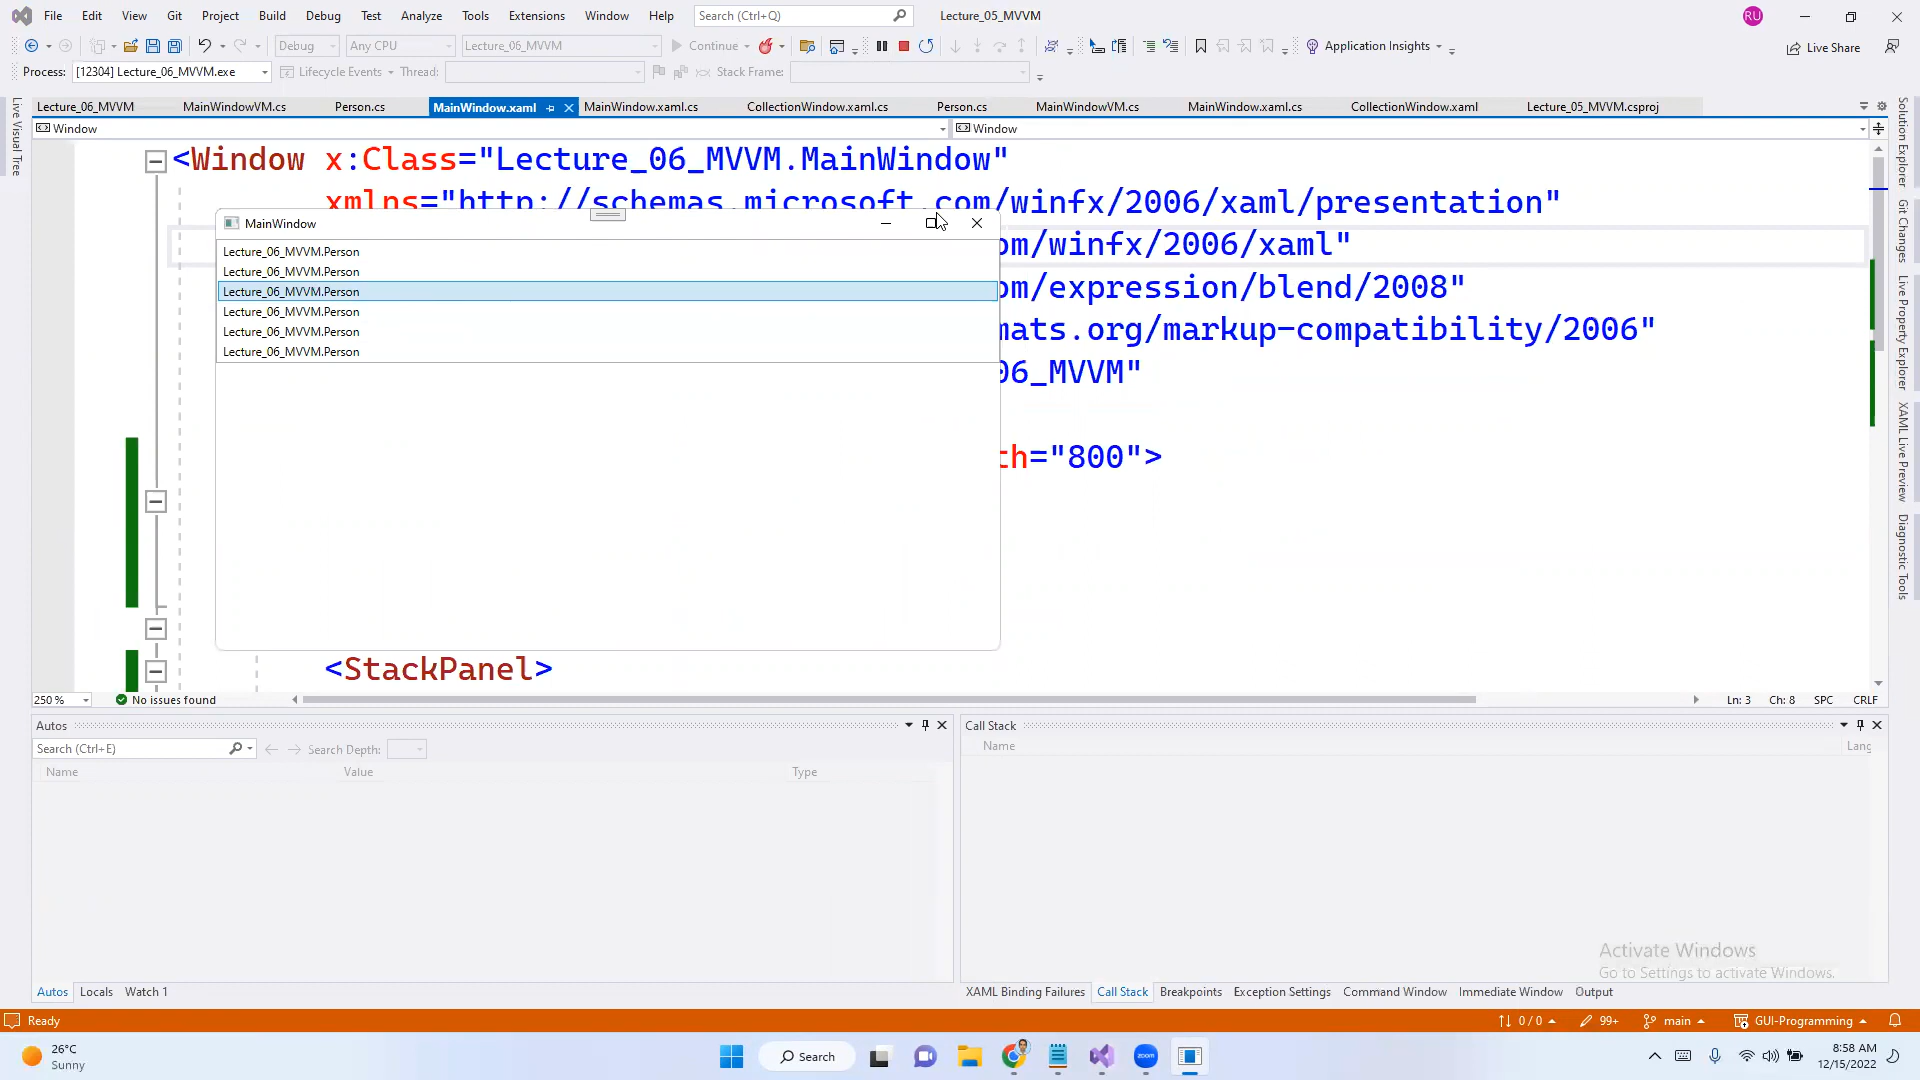 File Edit View Git Project Build Debug Test Analyze Tools Extensions Window Help Search (Ctrl+Q) Lecture_05_MVVM RU
Debug Any CPU Lecture_06_MVVM Continue Application Insights Live Share
Process: [12304] Lecture_06_MVVM.exe Lifecycle Events Thread: Stack Frame:
Lecture_06_MVVM MainWindowVM.cs Person.cs MainWindow.xaml MainWindow.xaml.cs CollectionWindow.xaml.cs Person.cs MainWindowVM.cs MainWindow.xaml.cs CollectionWindow.xaml Lecture_05_MVVM.csproj
Window Window
Live Visual Tree
<Window x:Class="Lecture_06_MVVM.MainWindow"
xmlns="http://schemas.microsoft.com/winfx/2006/xaml/presentation"
om/winfx/2006/xaml"
om/expression/blend/2008"
mats.org/markup-compatibility/2006"
06_MVVM"
th="800">
<StackPanel>
MainWindow
Lecture_06_MVVM.Person
Lecture_06_MVVM.Person
Lecture_06_MVVM.Person
Lecture_06_MVVM.Person
Lecture_06_MVVM.Person
Lecture_06_MVVM.Person
Solution Explorer
Git Changes
Live Property Explorer
XAML Live Preview
Diagnostic Tools
250 % No issues found Ln: 3 Ch: 8 SPC CRLF
Autos
Search (Ctrl+E) Search Depth:
Name Value Type
Autos Locals Watch 1
Call Stack
Name Lang
Activate Windows
Go to Settings to activate Windows.
XAML Binding Failures Call Stack Breakpoints Exception Settings Command Window Immediate Window Output
Ready 0 / 0 99+ main GUI-Programming
26°C
Sunny
Search
zoom
8:58 AM
12/15/2022